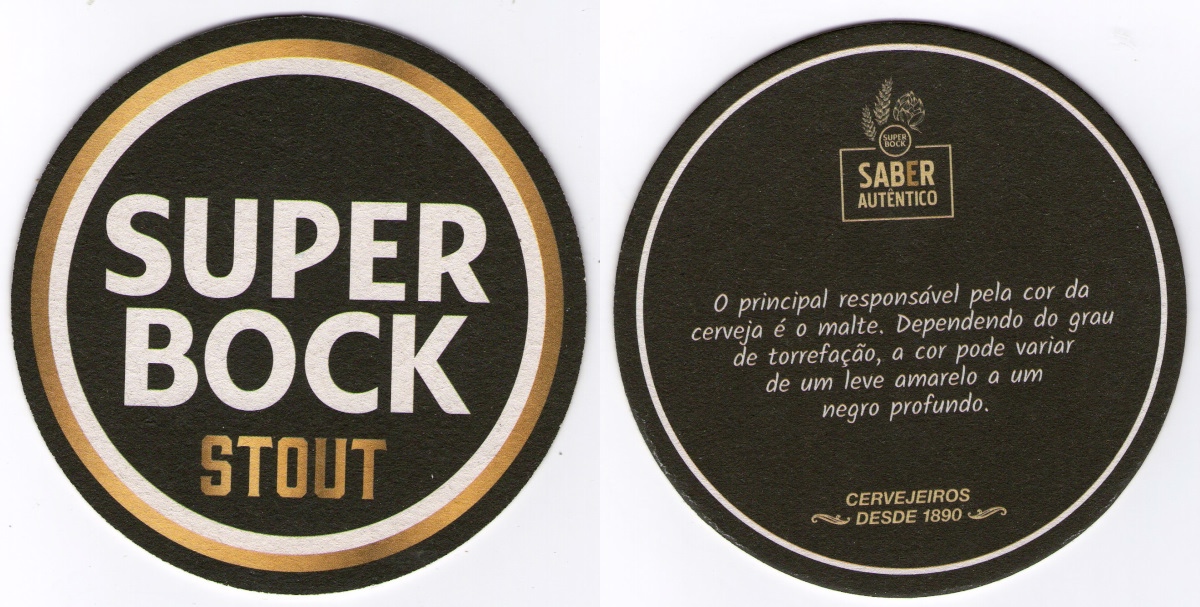 SUPER
BOCK
STOUT
SUPER
BOCK
SABER
AUTÊNTICO
O principal responsável pela cor da
cerveja é o malte. Dependendo do grau
de torrefação, a cor pode variar
de um leve amarelo a um
negro profundo.
CERVEJEIROS
DESDE 1890